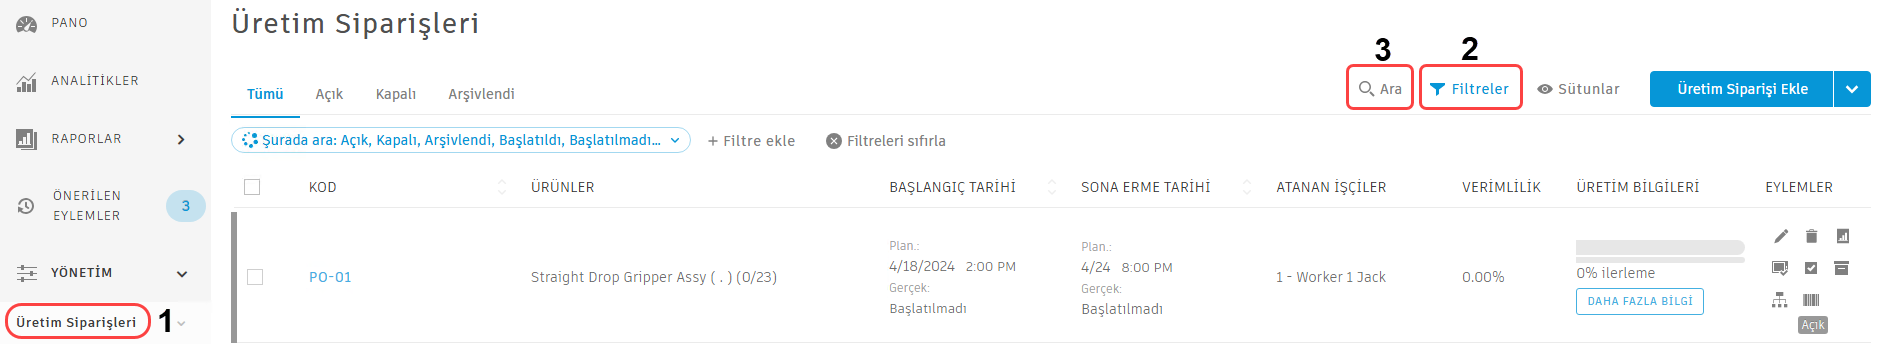 PANO
ANALİTİKLER
RAPORLAR
ÖNERİLEN
EYLEMLER
3
YÖNETİM
Üretim Siparişleri
1
Üretim Siparişleri
3
2
Tümü Açık Kapalı Arşivlendi
Ara Filtreler Sütunlar Üretim Siparişi Ekle
Şurada ara: Açık, Kapalı, Arşivlendi, Başlatıldı, Başlatılmadı... + Filtre ekle Filtreleri sıfırla
KOD ÜRÜNLER BAŞLANGIÇ TARİHİ SONA ERME TARİHİ ATANAN İŞÇİLER VERİMLİLİK ÜRETİM BİLGİLERİ EYLEMLER
PO-01
Straight Drop Gripper Assy ( . ) (0/23)
Plan.:
4/18/2024 2:00 PM
Gerçek:
Başlatılmadı
Plan.:
4/24 8:00 PM
Gerçek:
Başlatılmadı
1 - Worker 1 Jack
0.00%
0% ilerleme
DAHA FAZLA BİLGİ
Açık